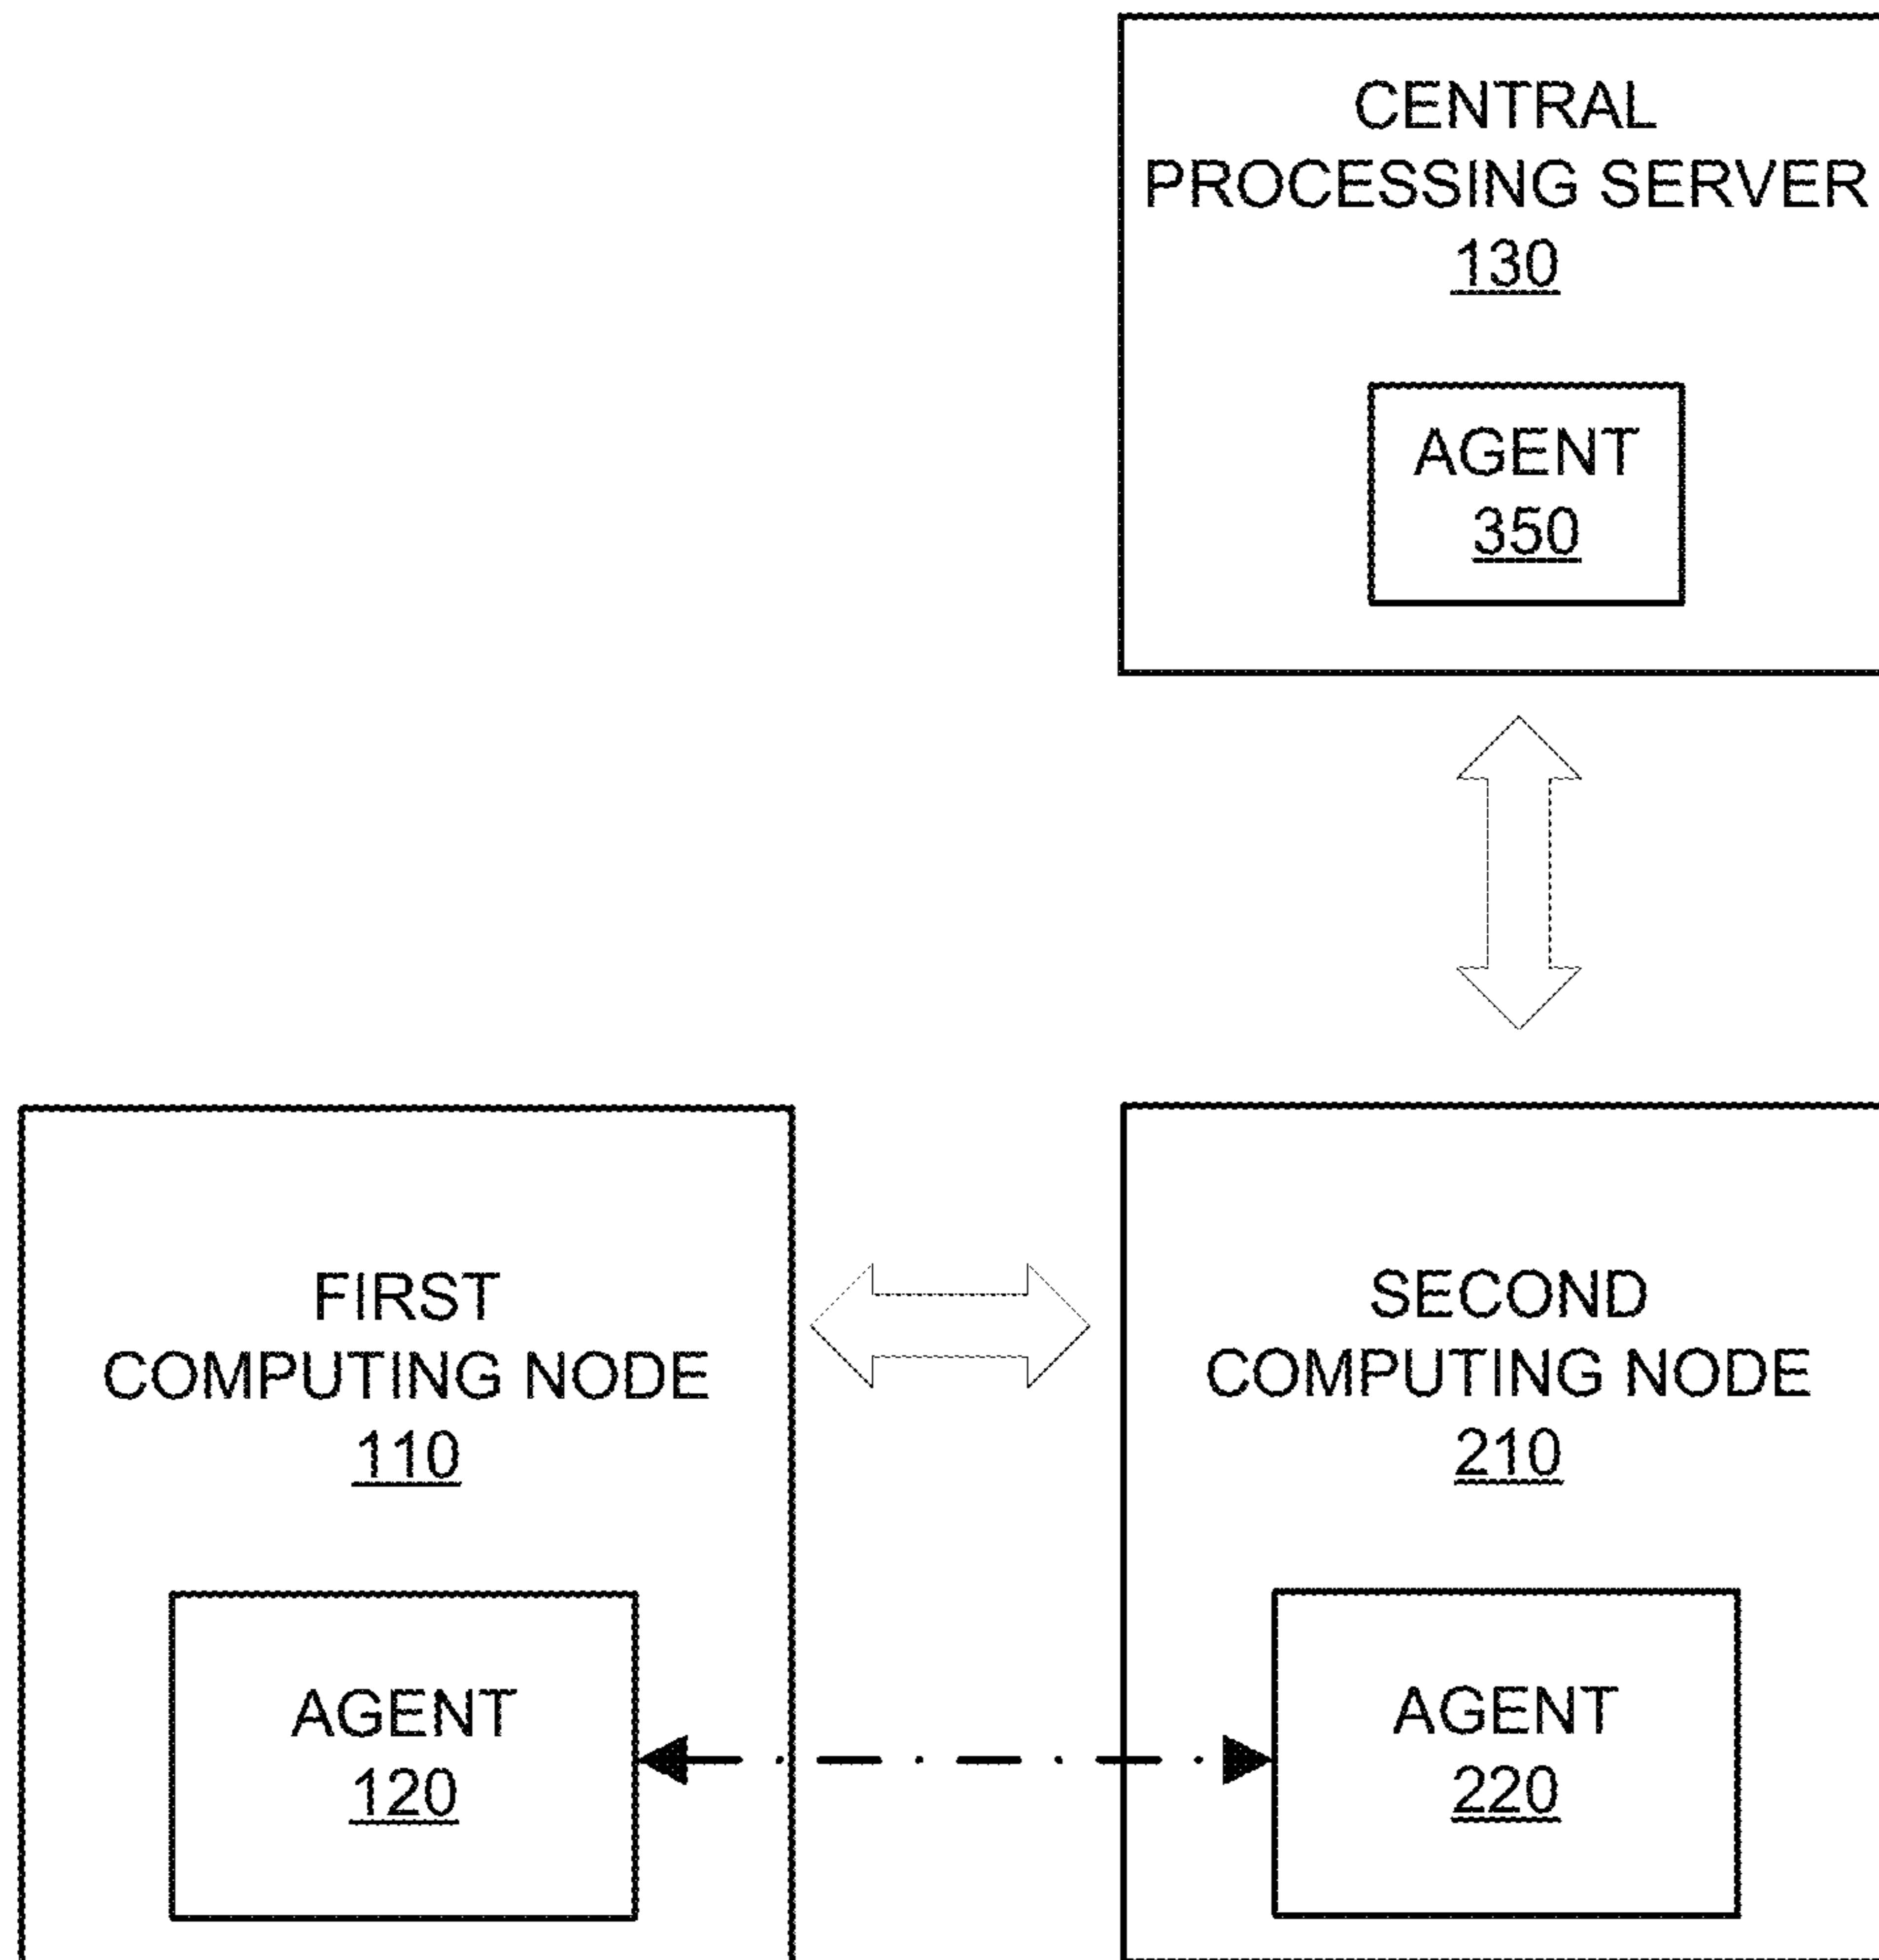 CENTRAL
PROCESSING SERVER
130
AGENT
350
FIRST
COMPUTING NODE
110
AGENT
120
SECOND
COMPUTING NODE
210
AGENT
220